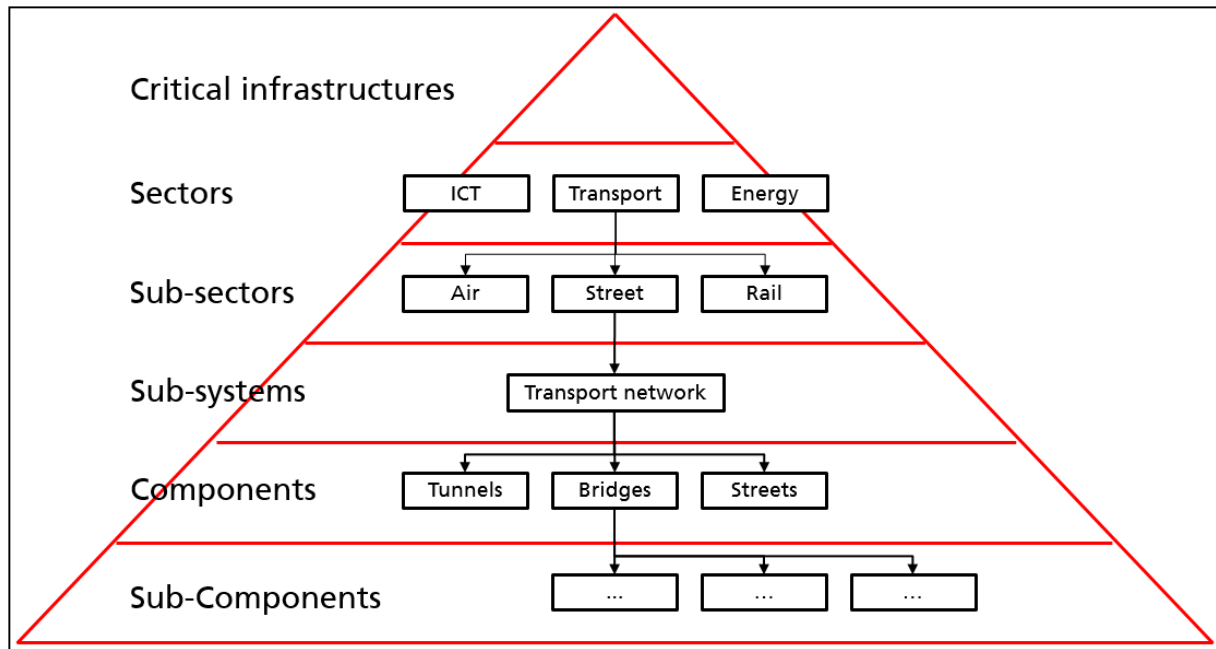 Critical infrastructures
Sectors
ICT
Transport
Energy
Sub-sectors
Air
Street
Rail
Sub-systems
Transport network
Components
Tunnels
Bridges
Streets
Sub-Components
...
...
...